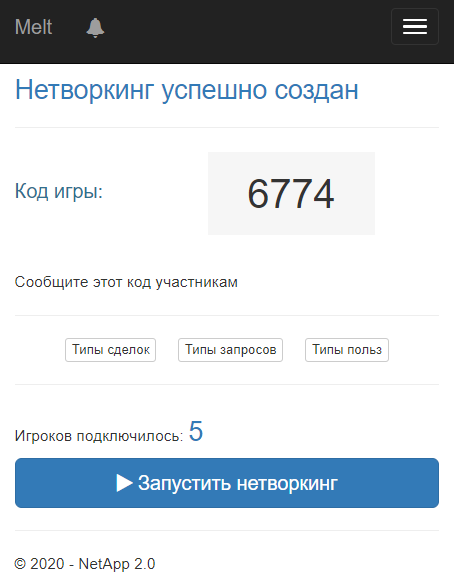 Melt
Нетворкинг успешно создан
Код игры: 6774
Сообщите этот код участникам
Типы сделок Типы запросов Типы польз
Игроков подключилось: 5
Запустить нетворкинг
© 2020 - NetApp 2.0